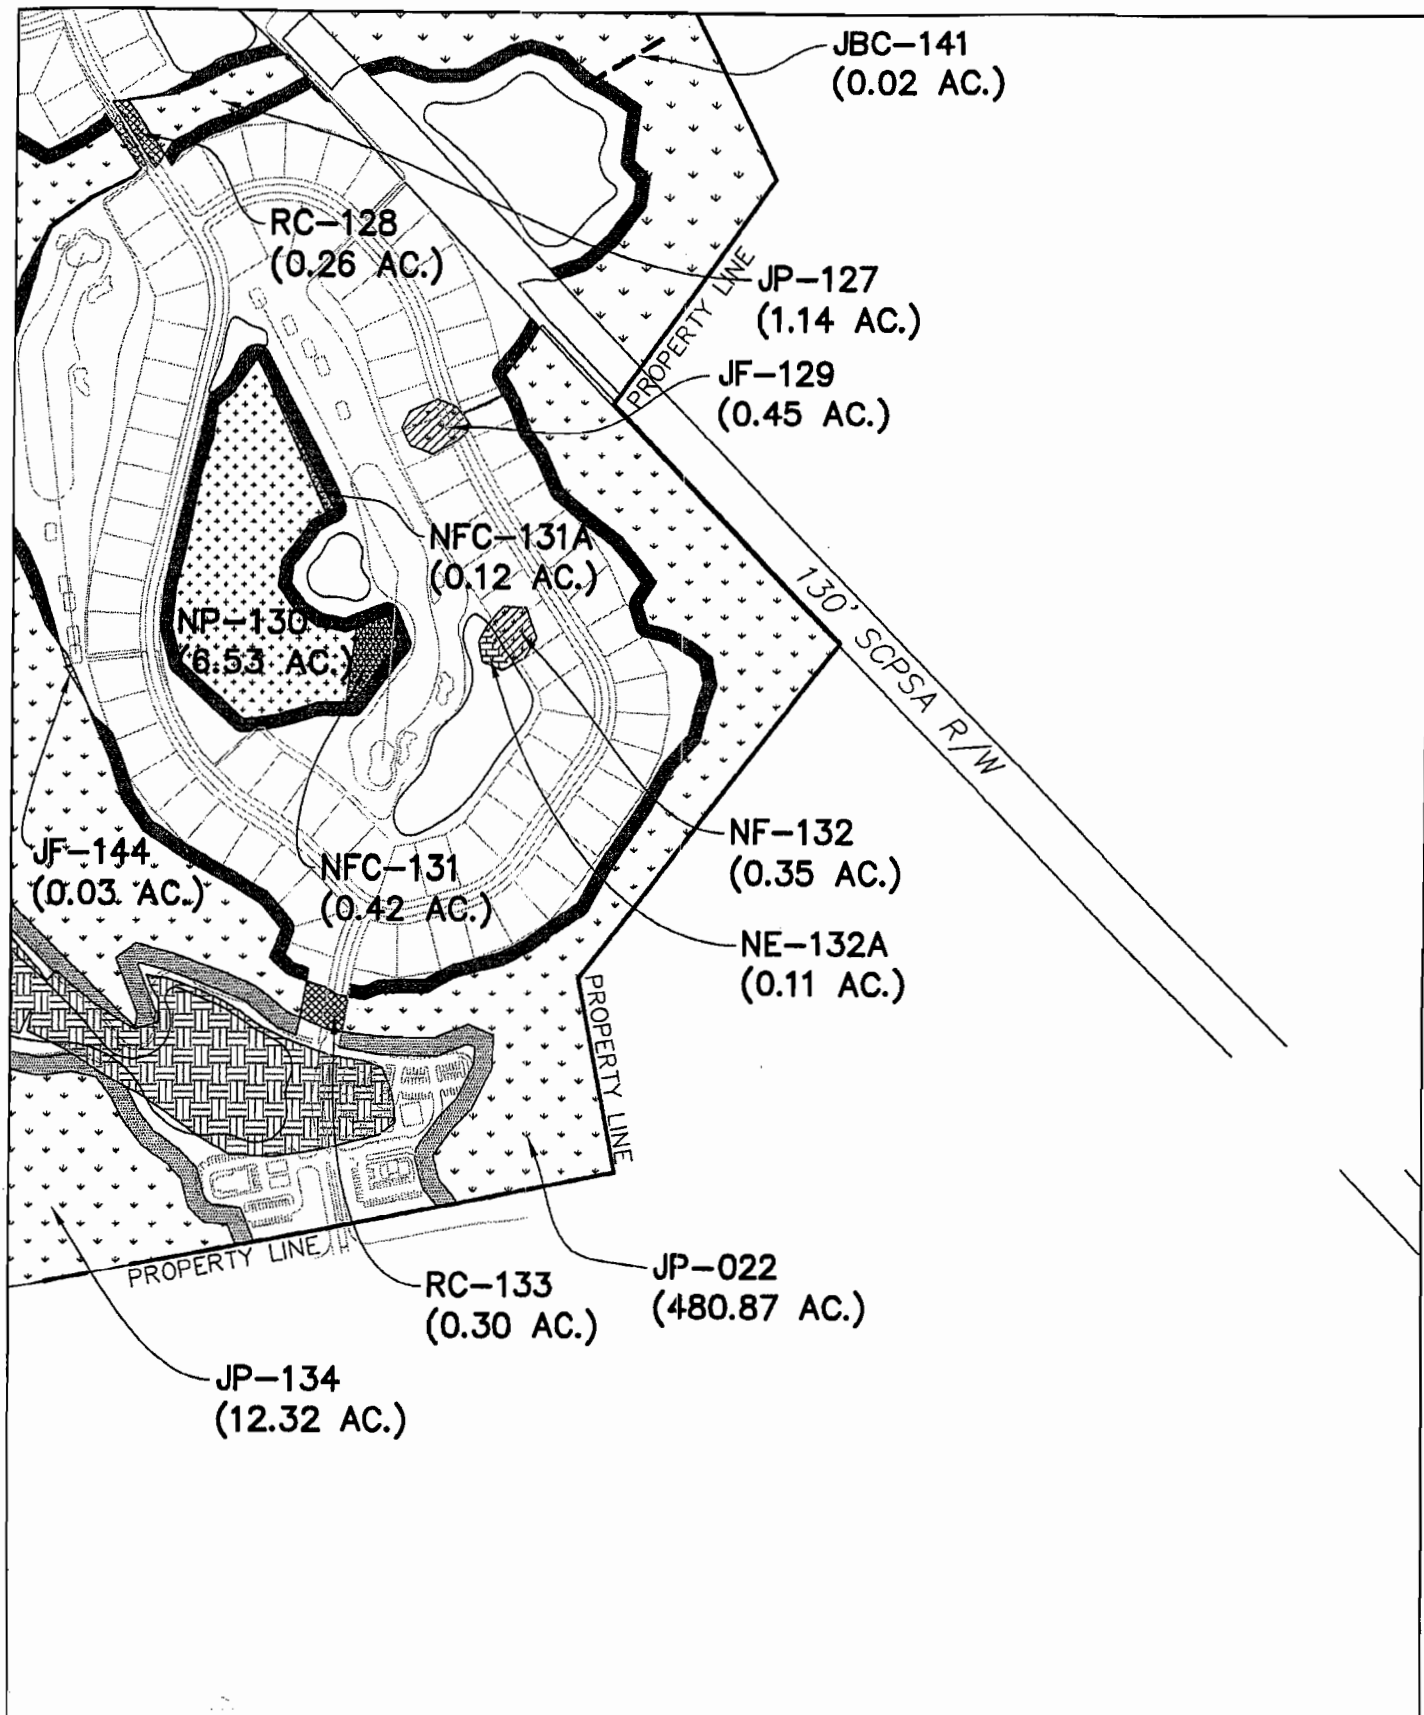 JBC-141
(0.02 AC.)
RC-128
(0.26 AC.)
JP-127
(1.14 AC.)
PROPERTY LINE
JF-129
(0.45 AC.)
NFC-131A
(0.12 AC.)
130' SCPSA R/W
NP-130
(6.53 AC.)
JF-144
(0.03 AC.)
NFC-131
(0.42 AC.)
NF-132
(0.35 AC.)
NE-132A
(0.11 AC.)
PROPERTY LINE
PROPERTY LINE
RC-133
(0.30 AC.)
JP-022
(480.87 AC.)
JP-134
(12.32 AC.)